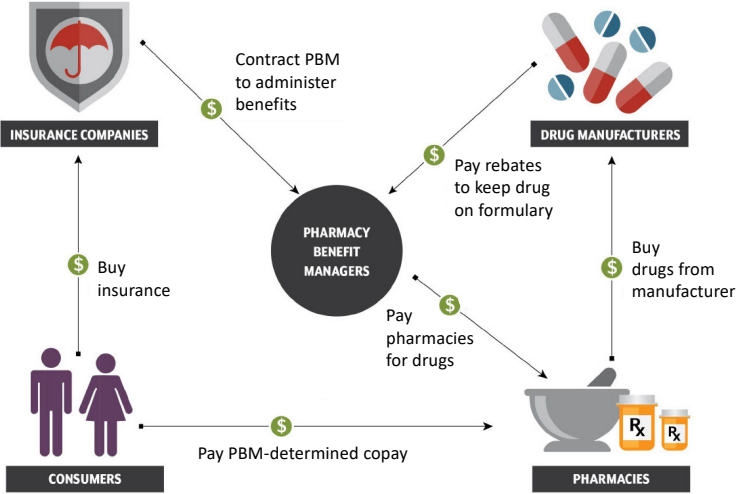 Contract PBM
to administer
benefits
INSURANCE COMPANIES
DRUG MANUFACTURERS
$
$
Pay rebates
to keep drug
on formulary
PHARMACY
BENEFIT
MANAGERS
$
Buy
insurance
$
Buy
drugs from
manufacturer
$
Pay
pharmacies
for drugs
$
Pay PBM-determined copay
Rx
Rx
CONSUMERS
PHARMACIES